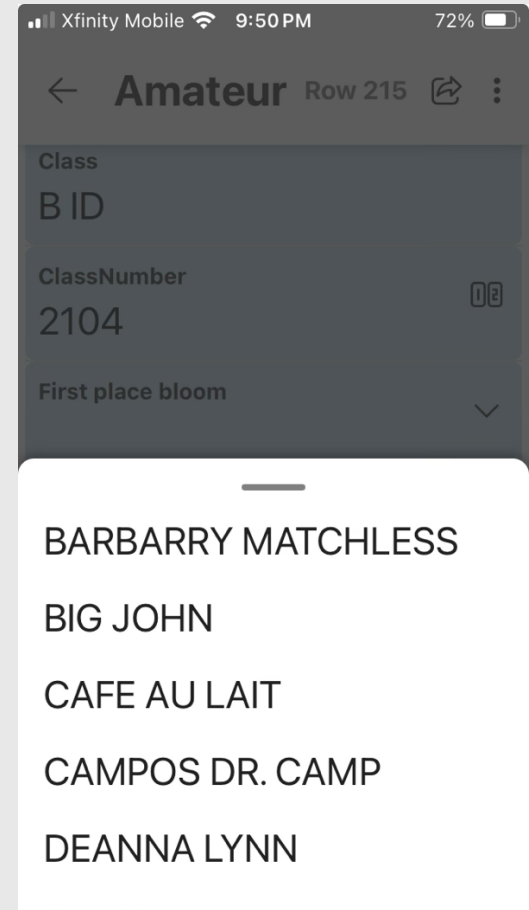 Xfinity Mobile 9:50 PM 72%
Amateur Row 215
Class
B ID
ClassNumber
2104
First place bloom
BARBARRY MATCHLESS
BIG JOHN
CAFE AU LAIT
CAMPOS DR. CAMP
DEANNA LYNN